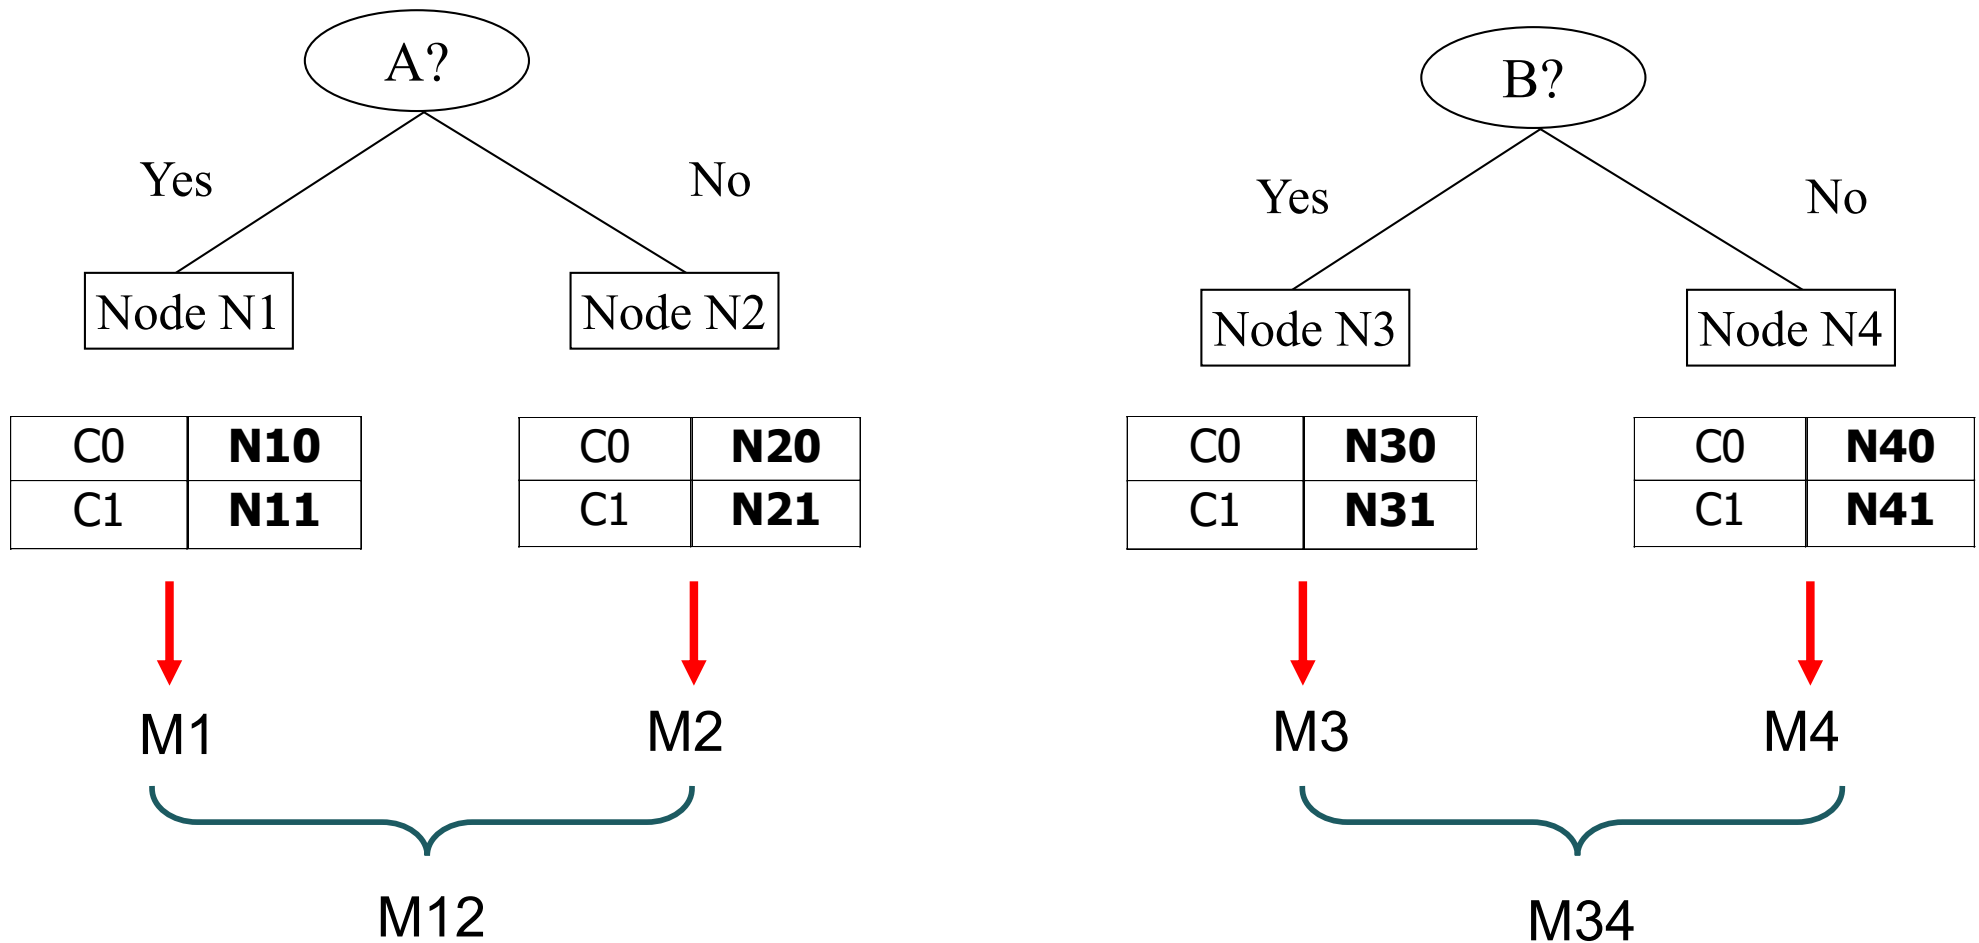 A?
Yes
No
Node N1
Node N2
C0 N10
C1 N11
C0 N20
C1 N21
M1
M2
M12
B?
Yes
No
Node N3
Node N4
C0 N30
C1 N31
C0 N40
C1 N41
M3
M4
M34